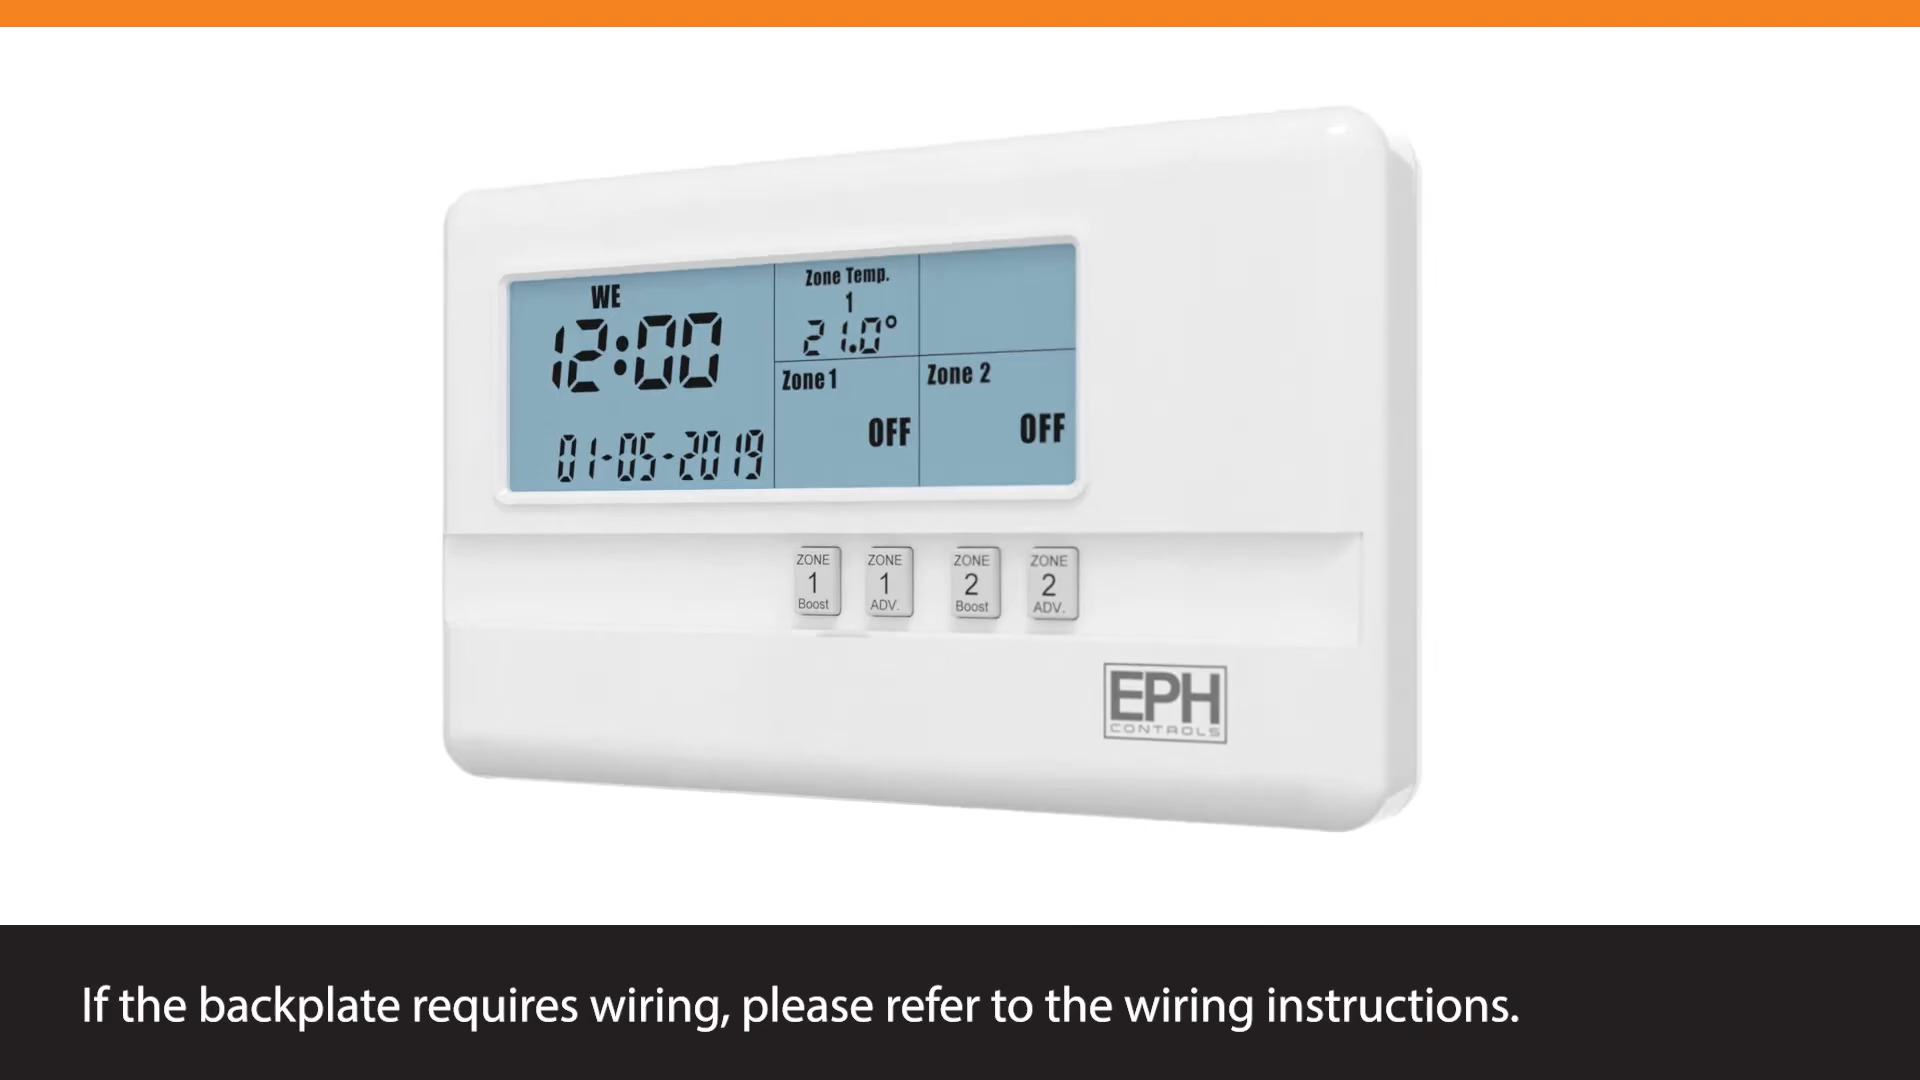 WE
12:00
01-05-2019
Zone Temp.
1
21.0°
Zone 1
OFF
Zone 2
OFF
ZONE
1
Boost
ZONE
1
ADV.
ZONE
2
Boost
ZONE
2
ADV.
EPH
CONTROLS
If the backplate requires wiring, please refer to the wiring instructions.